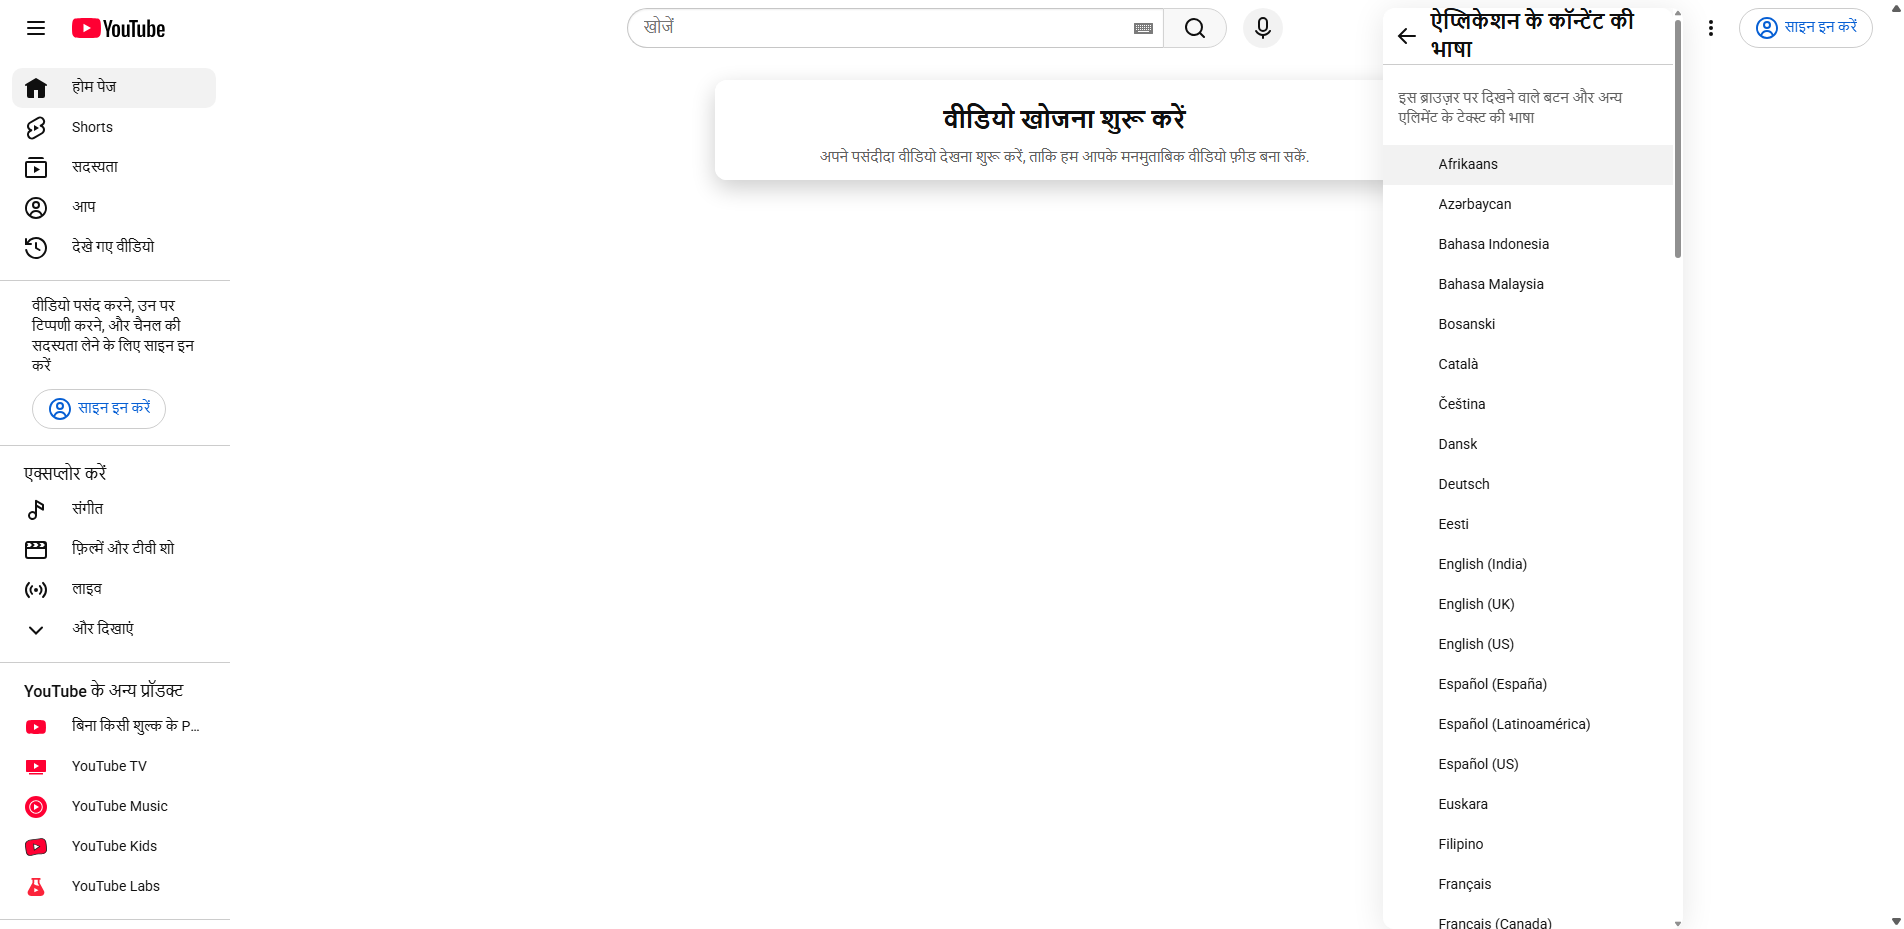 YouTube
खोजें
साइन इन करें
होम पेज
Shorts
सदस्यता
आप
देखे गए वीडियो
वीडियो पसंद करने, उन पर
टिप्पणी करने, और चैनल की
सदस्यता लेने के लिए साइन इन
करें
साइन इन करें
एक्सप्लोर करें
संगीत
फ़िल्में और टीवी शो
लाइव
और दिखाएं
YouTube के अन्य प्रॉडक्ट
बिना किसी शुल्क के P...
YouTube TV
YouTube Music
YouTube Kids
YouTube Labs
वीडियो खोजना शुरू करें
अपने पसंदीदा वीडियो देखना शुरू करें, ताकि हम आपके मनमुताबिक वीडियो फ़ीड बना सकें.
ऐप्लिकेशन के कॉन्टेंट की
भाषा
इस ब्राउज़र पर दिखने वाले बटन और अन्य
एलिमेंट के टेक्स्ट की भाषा
Afrikaans
Azərbaycan
Bahasa Indonesia
Bahasa Malaysia
Bosanski
Català
Čeština
Dansk
Deutsch
Eesti
English (India)
English (UK)
English (US)
Español (España)
Español (Latinoamérica)
Español (US)
Euskara
Filipino
Français
Français (Canada)